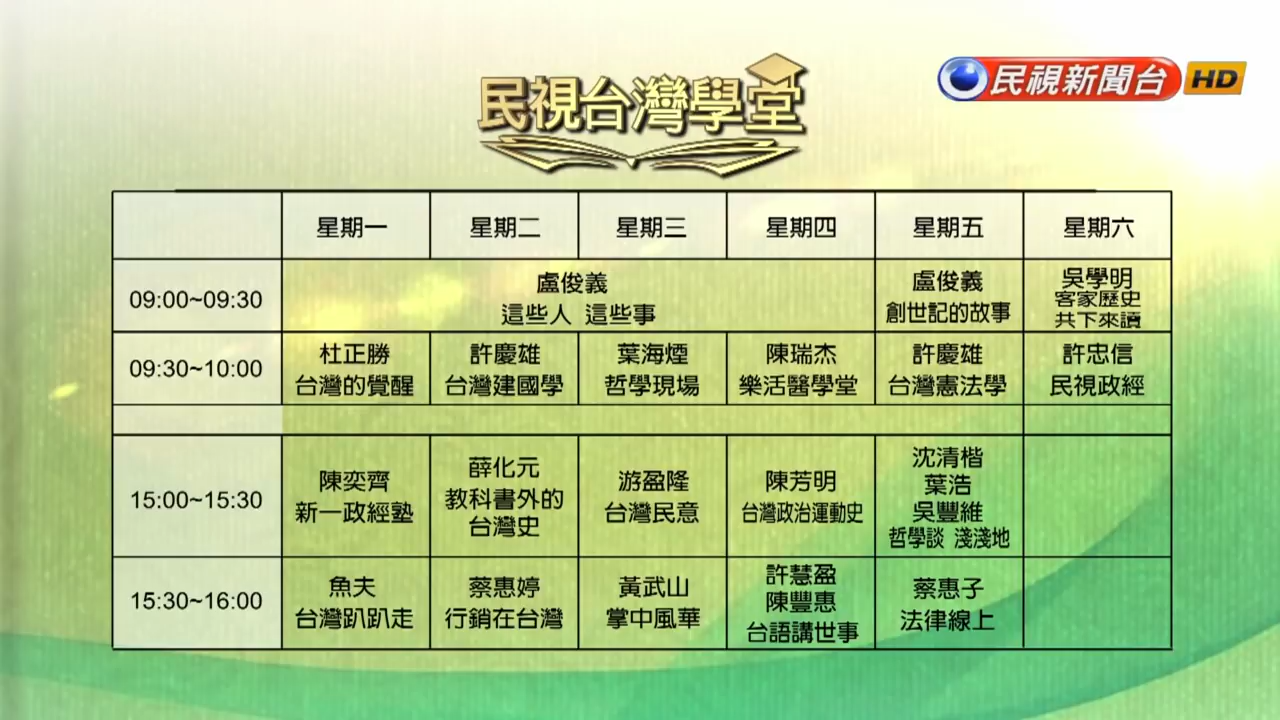 民視台灣學堂
民視新聞台 HD
星期一 星期二 星期三 星期四 星期五 星期六
09:00~09:30
盧俊義
這些人 這些事
盧俊義
創世記的故事
吳學明
客家歷史
共下來讀
09:30~10:00
杜正勝
台灣的覺醒
許慶雄
台灣建國學
葉海煙
哲學現場
陳瑞杰
樂活醫學堂
許慶雄
台灣憲法學
許忠信
民視政經
15:00~15:30
陳奕齊
新一政經塾
薛化元
教科書外的
台灣史
游盈隆
台灣民意
陳芳明
台灣政治運動史
沈清楷
葉浩
吳豐維
哲學談 淺淺地
15:30~16:00
魚夫
台灣趴趴走
蔡惠婷
行銷在台灣
黃武山
掌中風華
許慧盈
陳豐惠
台語講世事
蔡惠子
法律線上